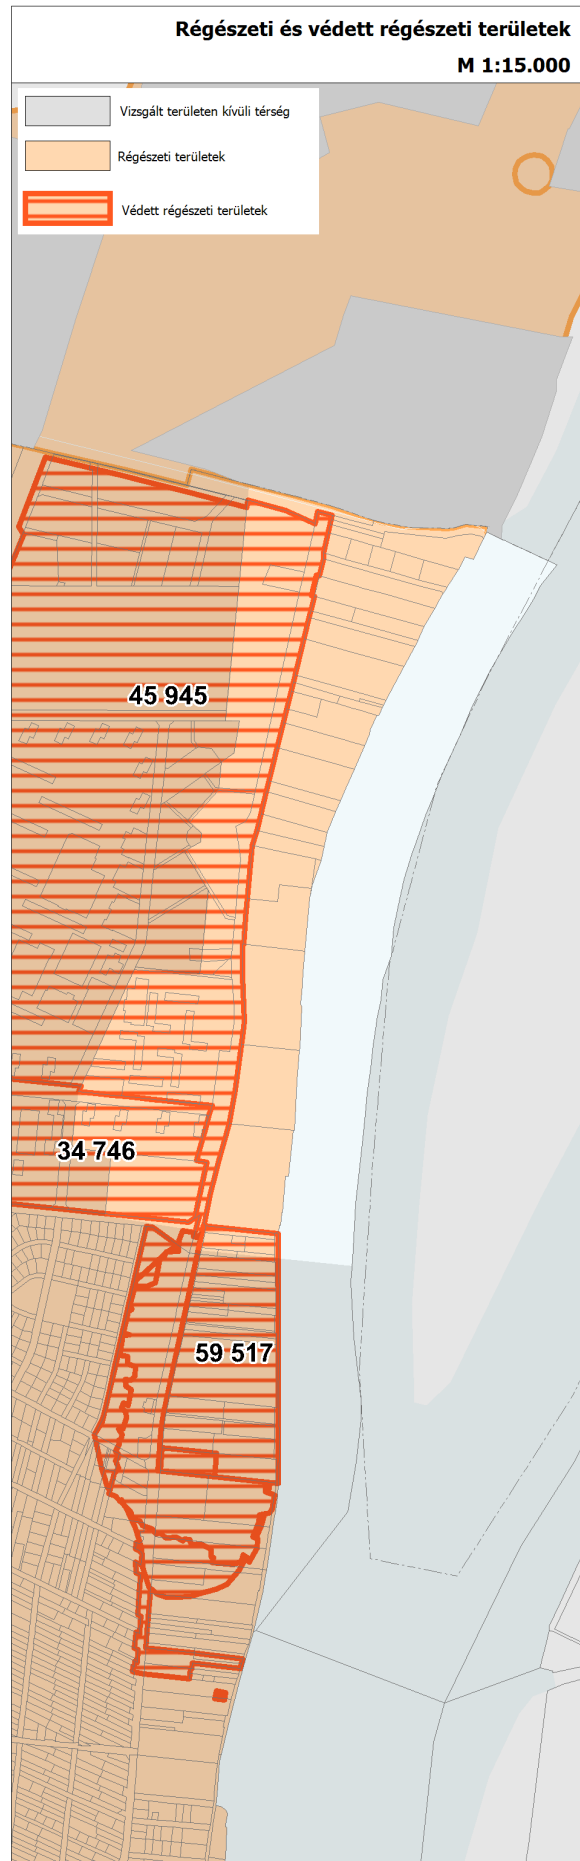 Régészeti és védett régészeti területek
M 1:15.000
Vizsgált területen kívüli térség
Régészeti területek
Védett régészeti területek
45 945
34 746
59 517